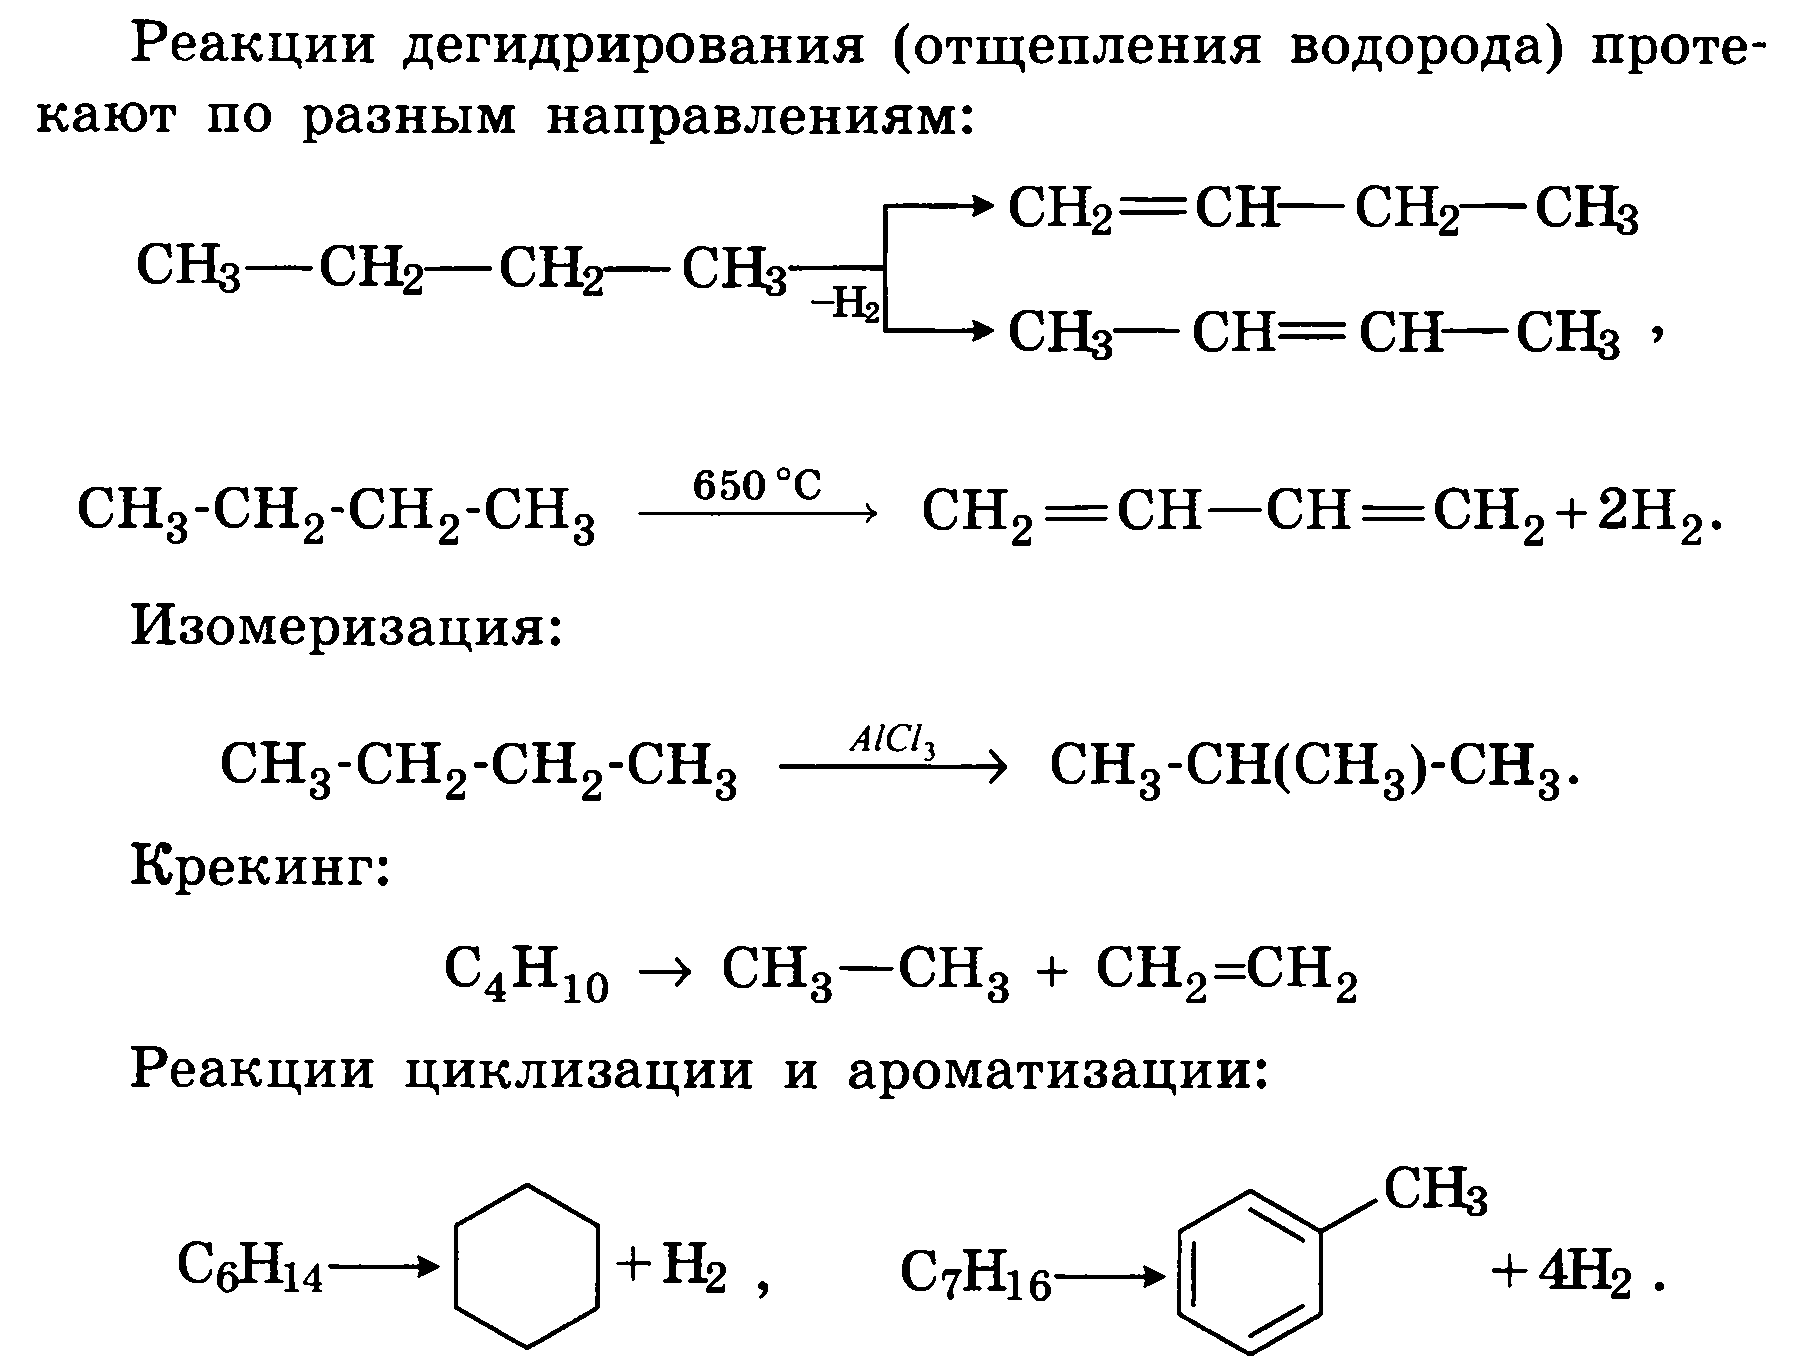 Реакции дегидрирования (отщепления водорода) проте-
кают по разным направлениям:
CH₂=CH—CH₂—CH₃
CH₃—CH₂—CH₂—CH₃
–H₂
CH₃—CH=CH—CH₃ ,
650 °C
CH₃-CH₂-CH₂-CH₃ → CH₂=CH—CH=CH₂+2H₂.
Изомеризация:
AlCl₃
CH₃-CH₂-CH₂-CH₃ → CH₃-CH(CH₃)-CH₃.
Крекинг:
C₄H₁₀ → CH₃—CH₃ + CH₂=CH₂
Реакции циклизации и ароматизации:
CH₃
C₆H₁₄ → +H₂ , C₇H₁₆ → +4H₂ .